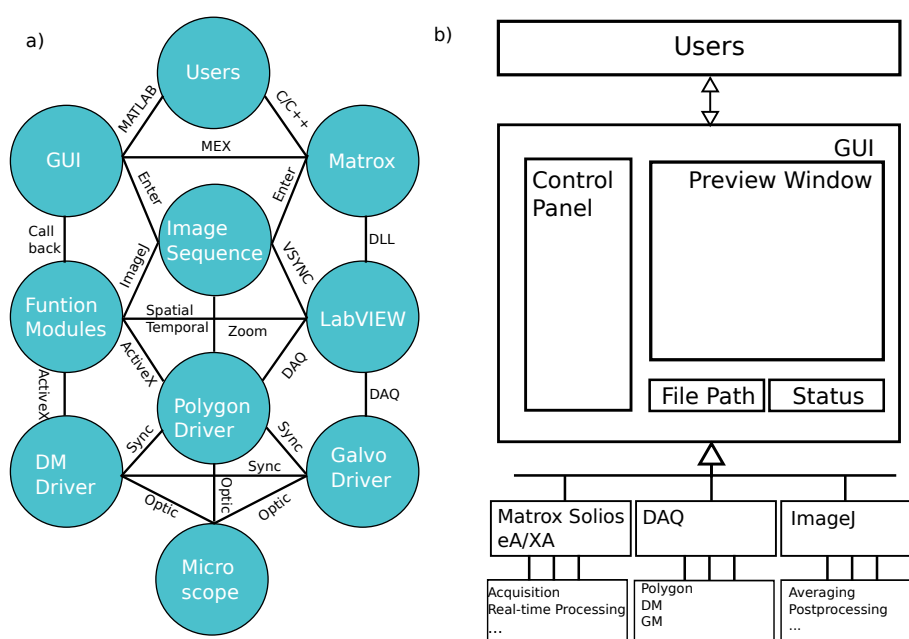 a)
Users
MATLAB
C/C++
GUI
MEX
Matrox
Enter
Enter
Image
Sequence
Call
back
DLL
ImageJ
VSYNC
Funtion
Modules
Spatial
Temporal
Zoom
LabVIEW
ActiveX
ActiveX
DAQ
DAQ
Polygon
Driver
Sync
Sync
DM
Driver
Sync
Galvo
Driver
Optic
Optic
Optic
Micro
scope
b)
Users
GUI
Control
Panel
Preview Window
File Path
Status
Matrox Solios
eA/XA
DAQ
ImageJ
Acquisition
Real-time Processing
...
Polygon
DM
GM
Averaging
Postprocessing
...